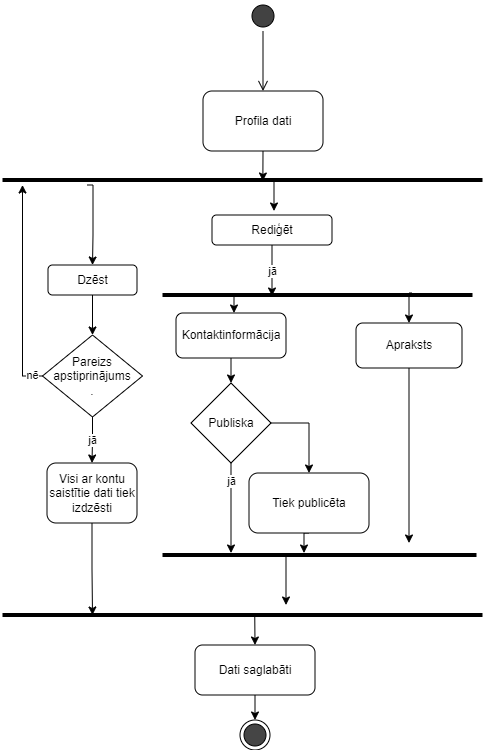 Profila dati
Rediģēt
jā
Dzēst
Kontaktinformācija
Apraksts
Pareizs
apstiprinājums
.
nē
Publiska
jā
jā
Visi ar kontu
saistītie dati tiek
izdzēsti
Tiek publicēta
Dati saglabāti